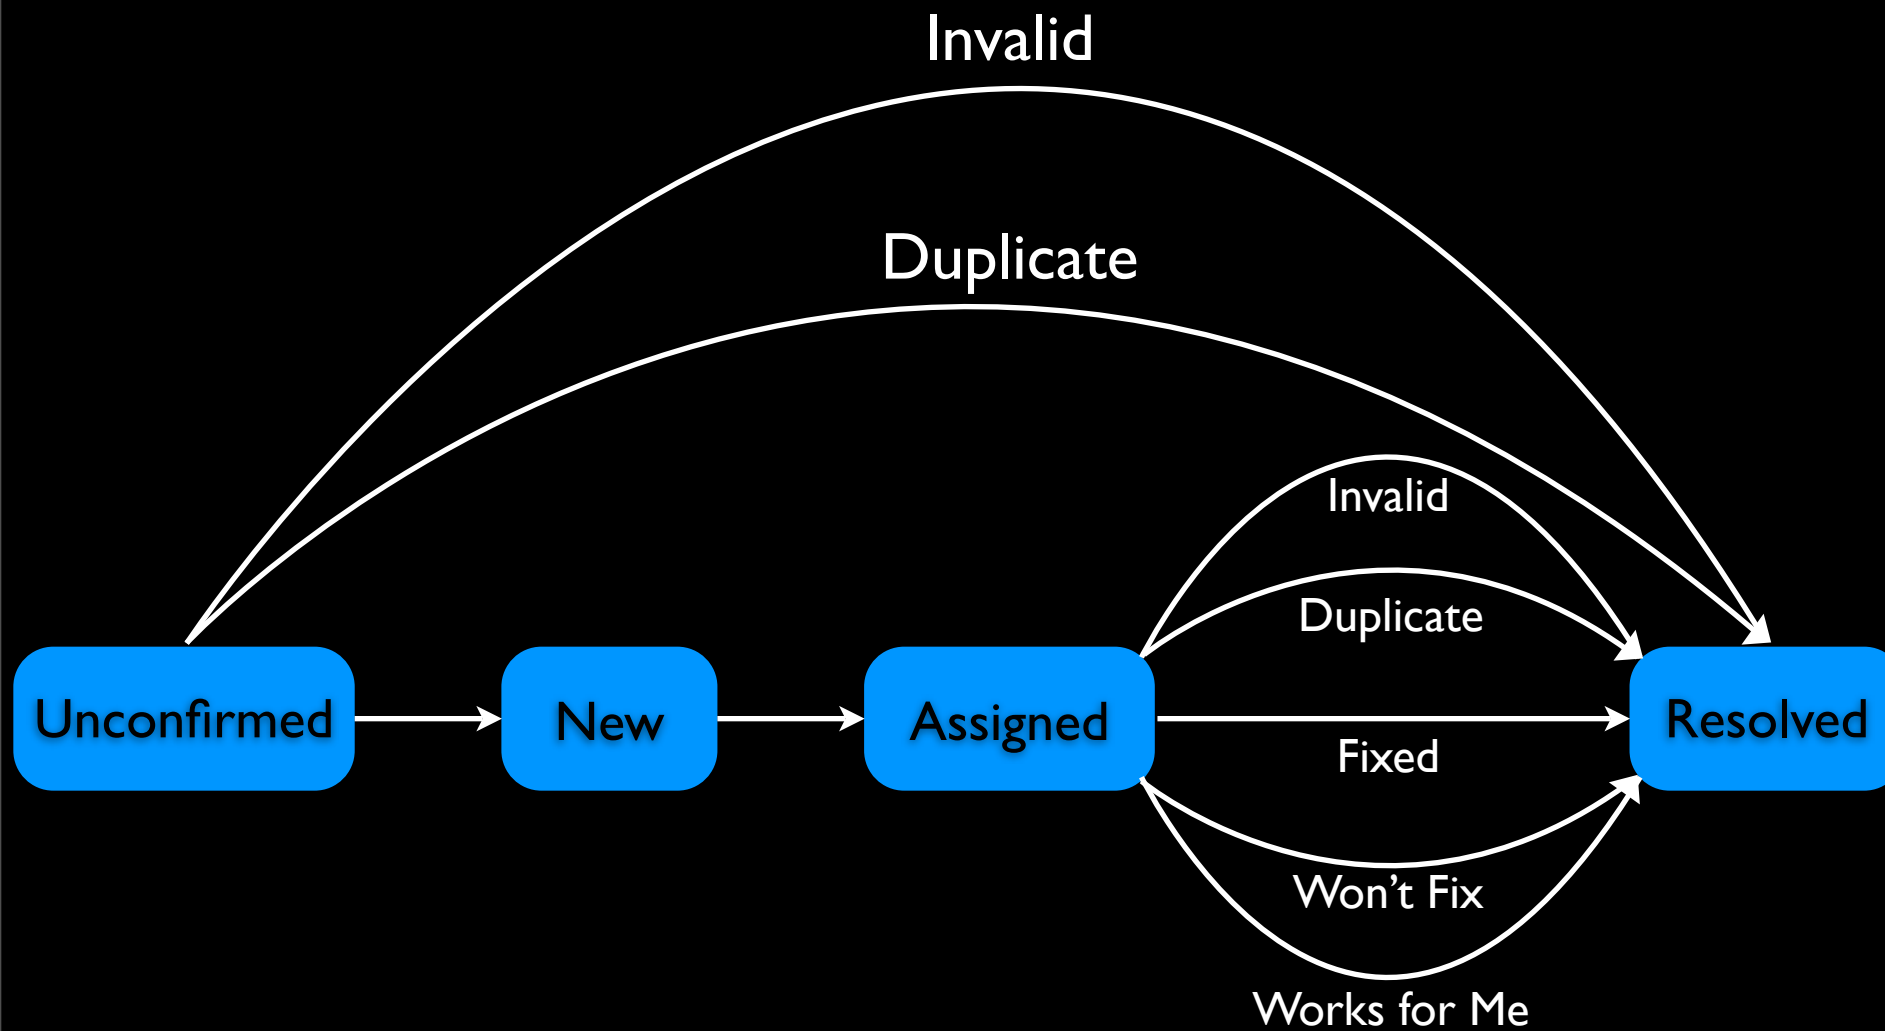 Invalid
Duplicate
Invalid
Duplicate
Unconfirmed
New
Assigned
Resolved
Fixed
Won’t Fix
Works for Me